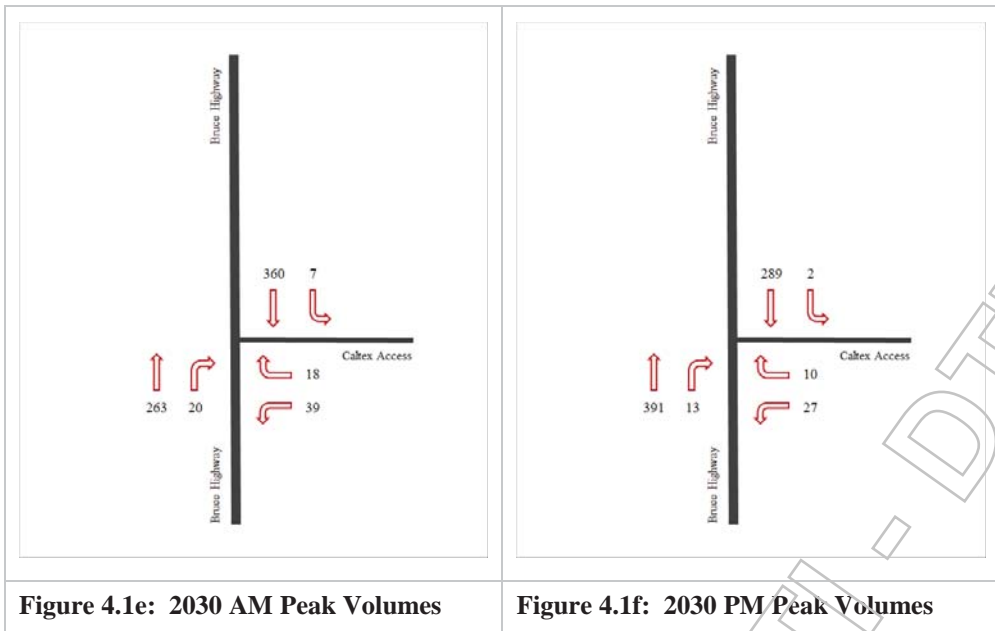 Bruce Highway
360 7
Caltex Access
18
263 20 39
Bruce Highway
Figure 4.1e: 2030 AM Peak Volumes
Bruce Highway
289 2
Caltex Access
10
391 13 27
Bruce Highway
Figure 4.1f: 2030 PM Peak Volumes